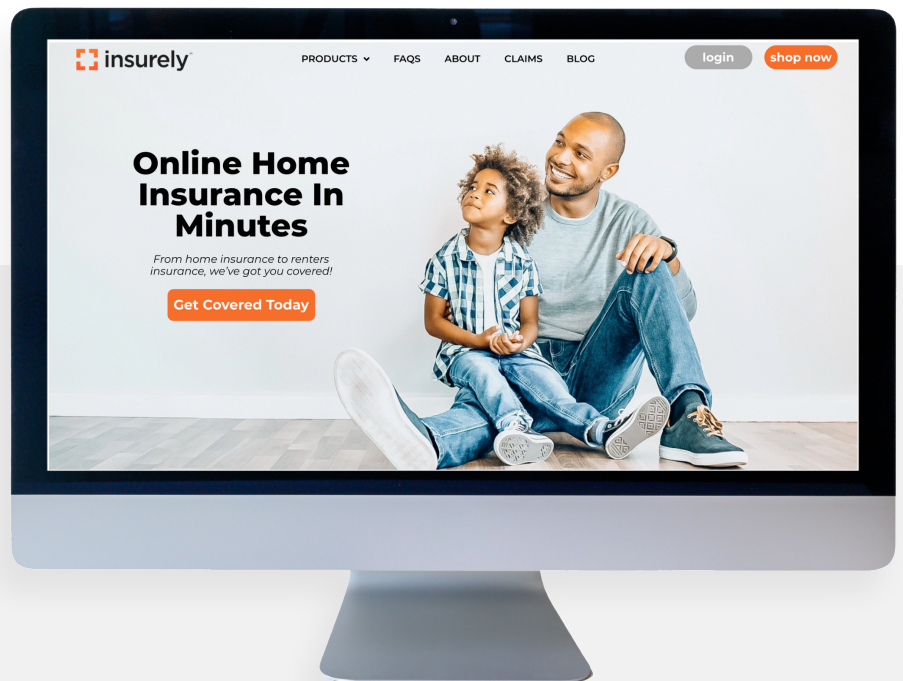 insurely
PRODUCTS
FAQS
ABOUT
CLAIMS
BLOG
login
shop now
Online Home
Insurance In
Minutes
From home insurance to renters
insurance, we've got you covered!
Get Covered Today